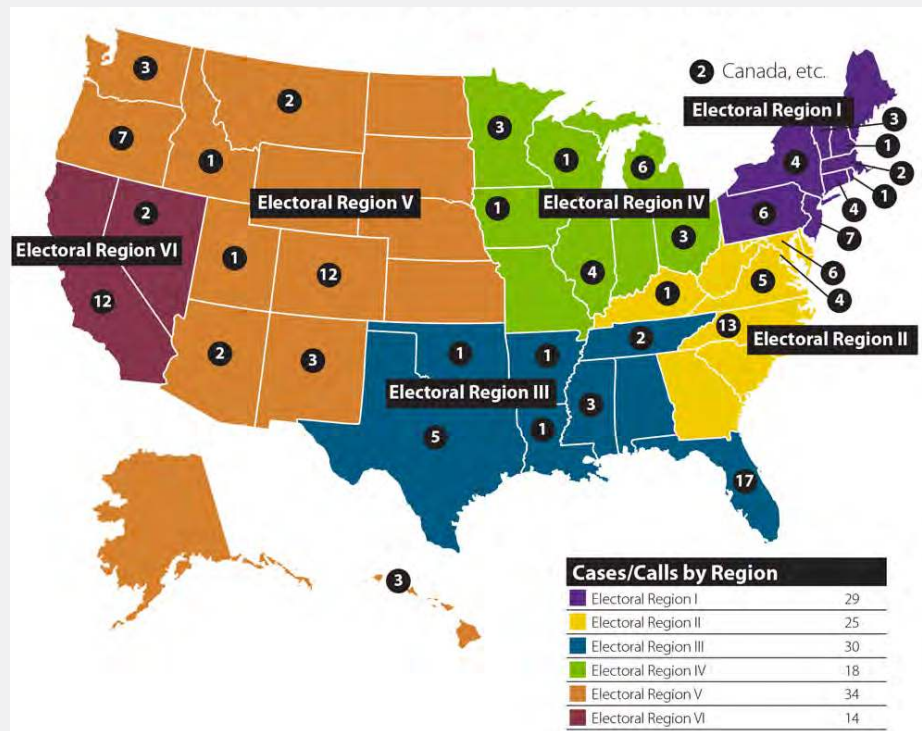 2 Canada, etc.
Electoral Region I
3
3
2
3
1
7
1
6
2
4
1
1
6
4
Electoral Region V
Electoral Region IV
1
2
3
4
7
Electoral Region VI
1
12
4
5
6
12
1
4
13
2
Electoral Region II
2
3
1
1
Electoral Region III
3
5
1
17
3
Cases/Calls by Region
Electoral Region I 29
Electoral Region II 25
Electoral Region III 30
Electoral Region IV 18
Electoral Region V 34
Electoral Region VI 14